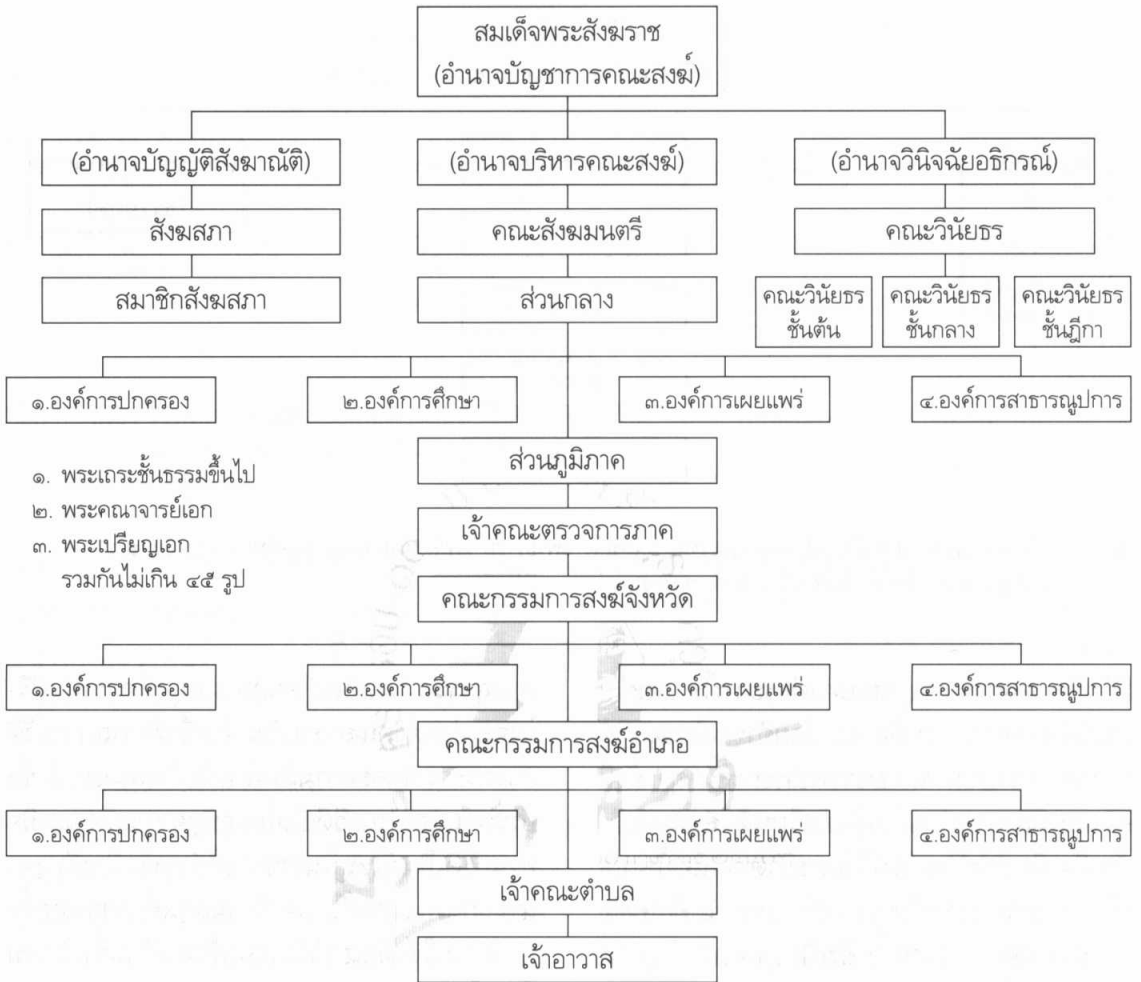 สมเด็จพระสังฆราช
(อำนาจบัญชาการคณะสงฆ์)
(อำนาจบัญญัติสังฆาณัติ)
(อำนาจบริหารคณะสงฆ์)
(อำนาจวินิจฉัยอธิกรณ์)
สังฆสภา
คณะสังฆมนตรี
คณะวินัยธร
สมาชิกสังฆสภา
ส่วนกลาง
คณะวินัยธร
ชั้นต้น
คณะวินัยธร
ชั้นกลาง
คณะวินัยธร
ชั้นฎีกา
๑.องค์การปกครอง
๒.องค์การศึกษา
๓.องค์การเผยแพร่
๔.องค์การสาธารณูปการ
๑. พระเถระชั้นธรรมขึ้นไป
๒. พระคณาจารย์เอก
๓. พระเปรียญเอก
รวมกันไม่เกิน ๔๕ รูป
ส่วนภูมิภาค
เจ้าคณะตรวจการภาค
คณะกรรมการสงฆ์จังหวัด
๑.องค์การปกครอง
๒.องค์การศึกษา
๓.องค์การเผยแพร่
๔.องค์การสาธารณูปการ
คณะกรรมการสงฆ์อำเภอ
๑.องค์การปกครอง
๒.องค์การศึกษา
๓.องค์การเผยแพร่
๔.องค์การสาธารณูปการ
เจ้าคณะตำบล
เจ้าอาวาส